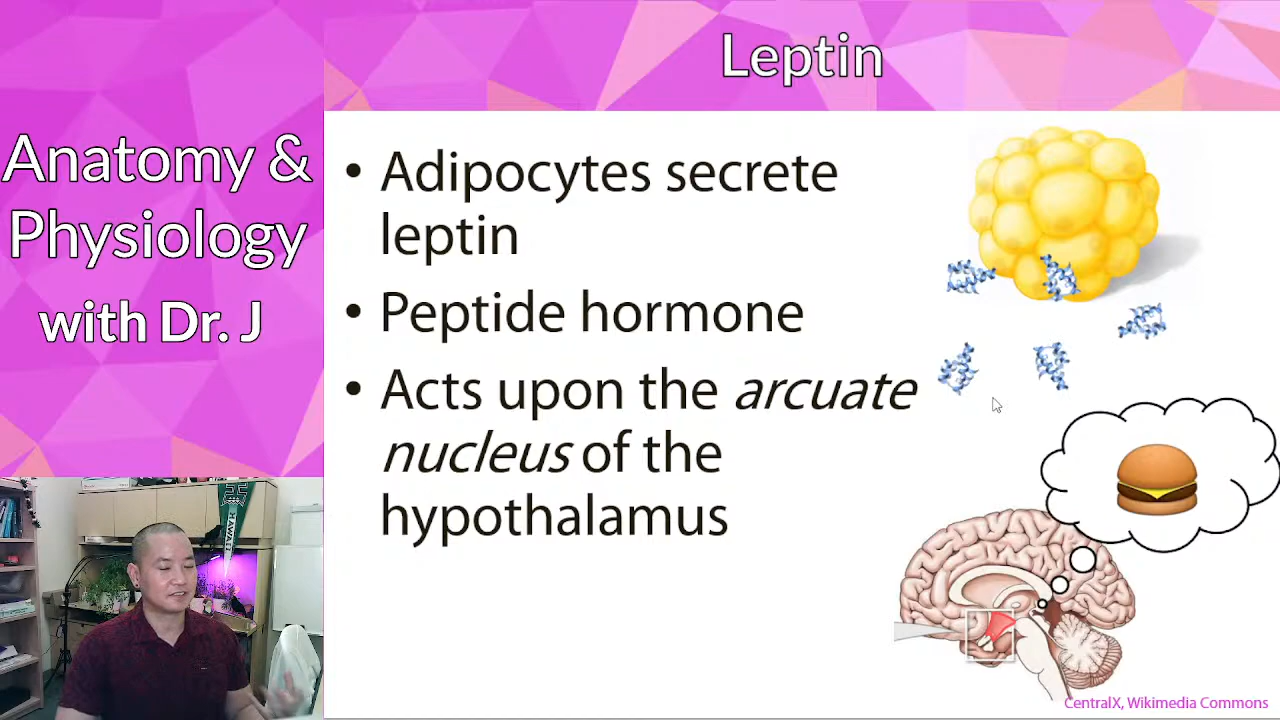 Leptin
Anatomy &
Physiology
with Dr. J
• Adipocytes secrete
leptin
• Peptide hormone
• Acts upon the arcuate
nucleus of the
hypothalamus
HAWAI
CentralX, Wikimedia Commons